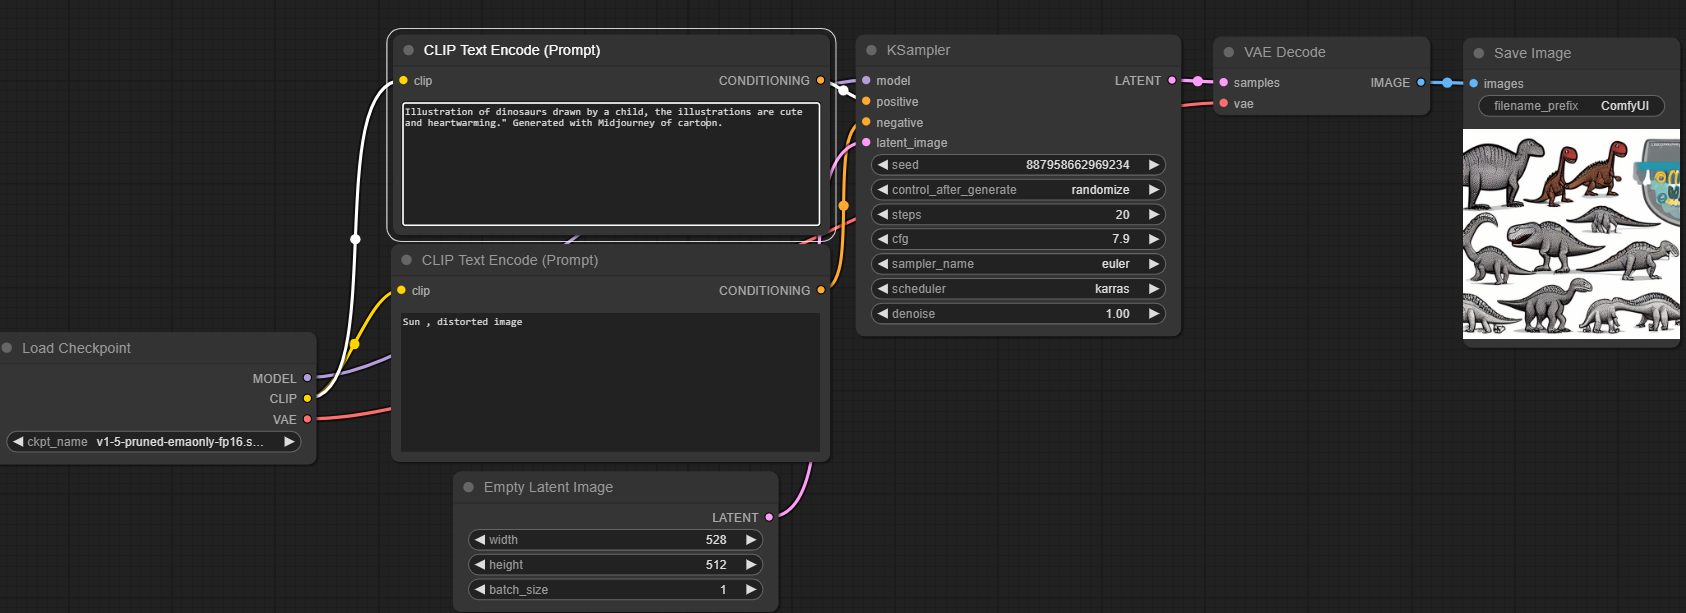 CLIP Text Encode (Prompt)
clip CONDITIONING
Illustration of dinosaurs drawn by a child, the illustrations are cute
and heartwarming." Generated with Midjourney of cartoon.
CLIP Text Encode (Prompt)
clip CONDITIONING
Sun , distorted image
Load Checkpoint
MODEL
CLIP
VAE
ckpt_name v1-5-pruned-emaonly-fp16.s...
Empty Latent Image
LATENT
width 528
height 512
batch_size 1
KSampler
model LATENT
positive
negative
latent_image
seed 887958662969234
control_after_generate randomize
steps 20
cfg 7.9
sampler_name euler
scheduler karras
denoise 1.00
VAE Decode
samples IMAGE
vae
Save Image
images
filename_prefix ComfyUI